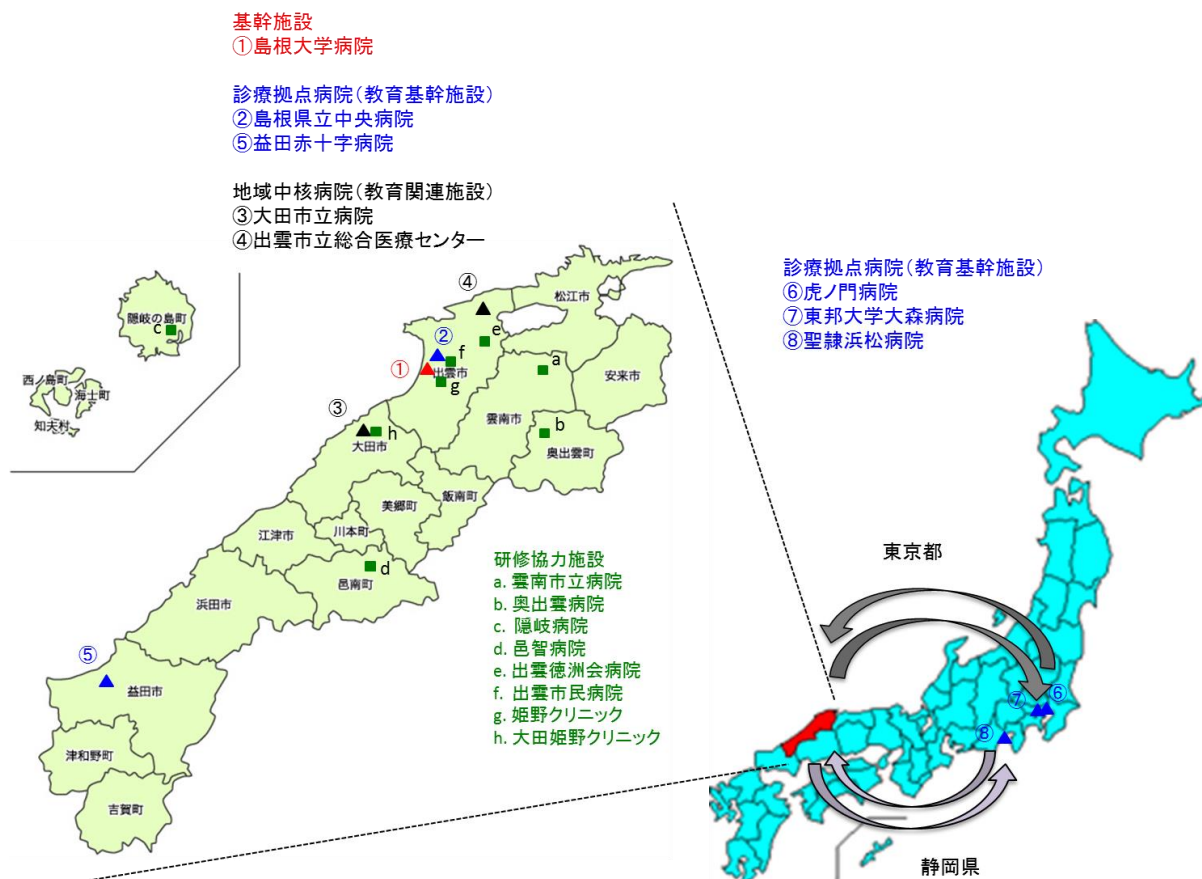 基幹施設
①島根大学病院
診療拠点病院(教育基幹施設)
②島根県立中央病院
⑤益田赤十字病院
地域中核病院(教育関連施設)
③大田市立病院
④出雲市立総合医療センター
診療拠点病院(教育基幹施設)
⑥虎ノ門病院
⑦東邦大学大森病院
⑧聖隷浜松病院
隠岐の島町
c
西ノ島町
海士町
知夫村
④
松江市
e
②
f
①
出雲市
g
a
安来市
雲南市
③
h
大田市
b
奥出雲町
飯南町
美郷町
川本町
江津市
d
邑南町
浜田市
⑤
益田市
津和野町
吉賀町
研修協力施設
a. 雲南市立病院
b. 奥出雲病院
c. 隠岐病院
d. 邑智病院
e. 出雲徳洲会病院
f. 出雲市民病院
g. 姫野クリニック
h. 大田姫野クリニック
東京都
⑦
⑥
⑧
静岡県